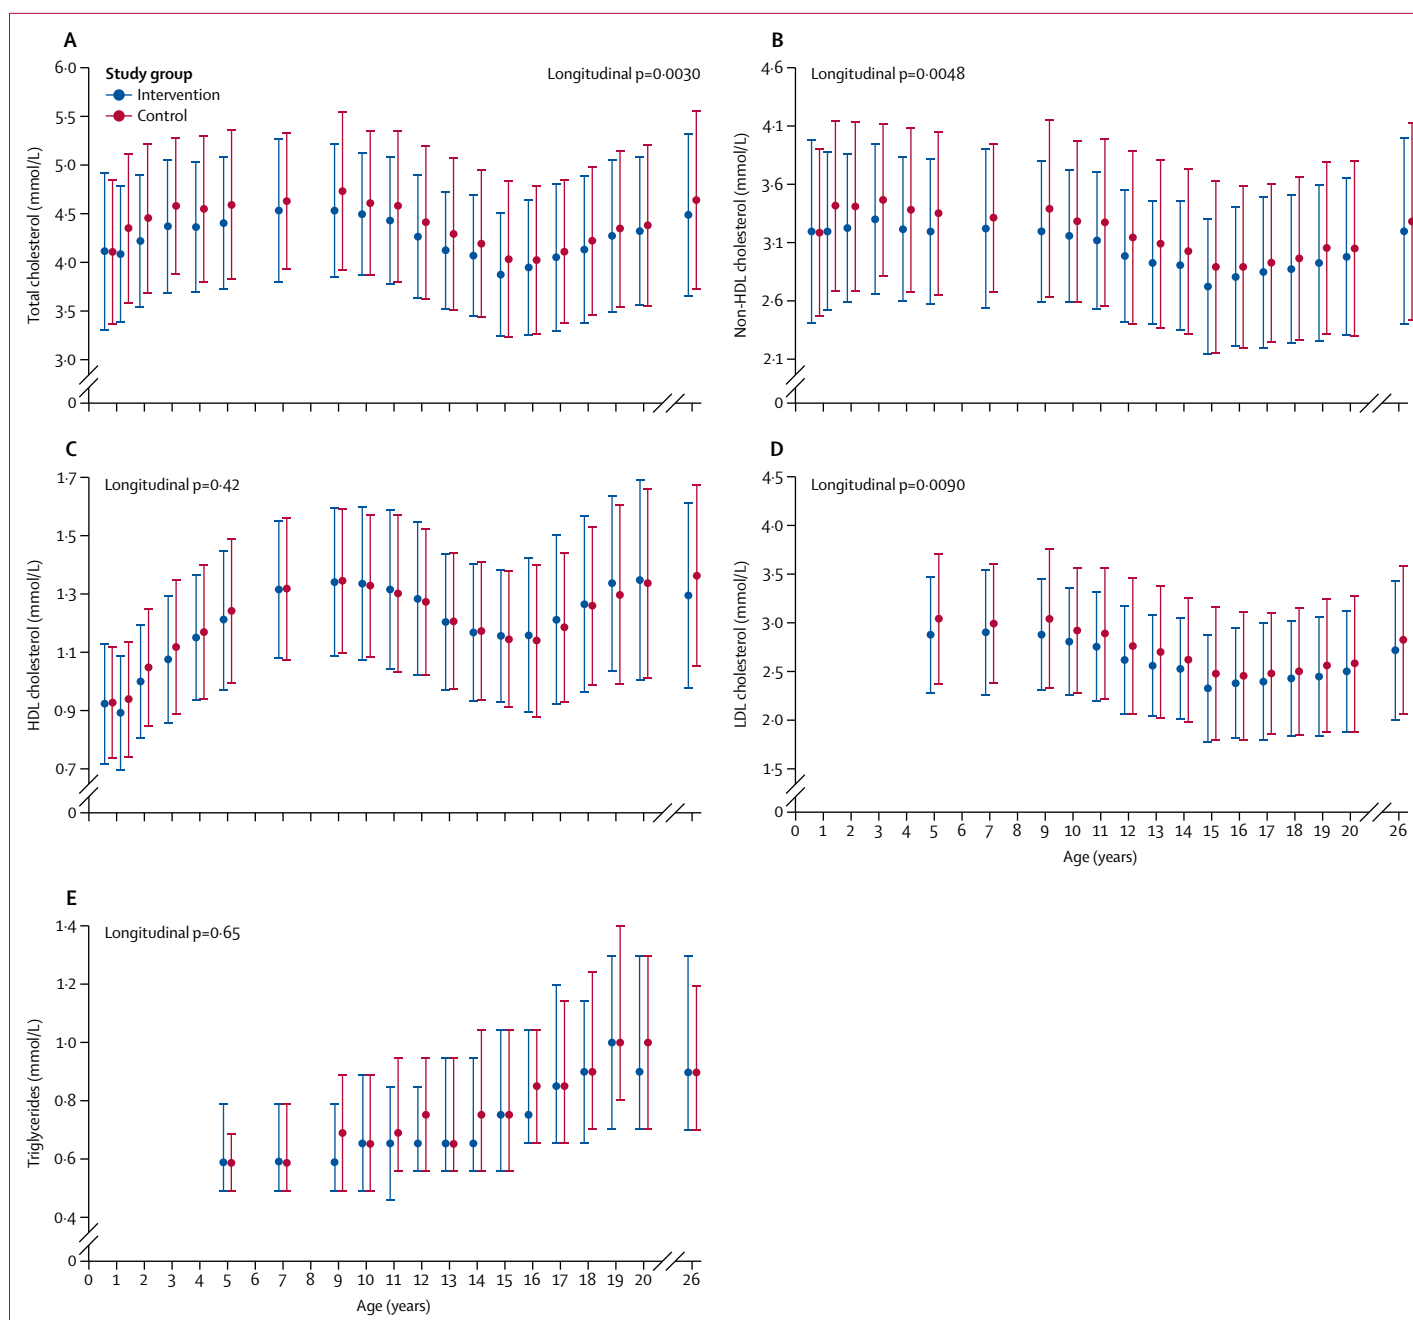 A
Study group
Intervention
Control
Longitudinal p=0·0030
Total cholesterol (mmol/L)
6·0
5·5
5·0
4·5
4·0
3·5
3·0
0
B
Longitudinal p=0·0048
Non-HDL cholesterol (mmol/L)
4·6
4·1
3·6
3·1
2·6
2·1
0
C
Longitudinal p=0·42
HDL cholesterol (mmol/L)
1·7
1·5
1·3
1·1
0·9
0·7
0
D
Longitudinal p=0·0090
LDL cholesterol (mmol/L)
4·5
4·0
3·5
3·0
2·5
2·0
1·5
0
0 1 2 3 4 5 6 7 8 9 10 11 12 13 14 15 16 17 18 19 20 26
Age (years)
E
Longitudinal p=0·65
Triglycerides (mmol/L)
1·4
1·2
1·0
0·8
0·6
0·4
0
0 1 2 3 4 5 6 7 8 9 10 11 12 13 14 15 16 17 18 19 20 26
Age (years)